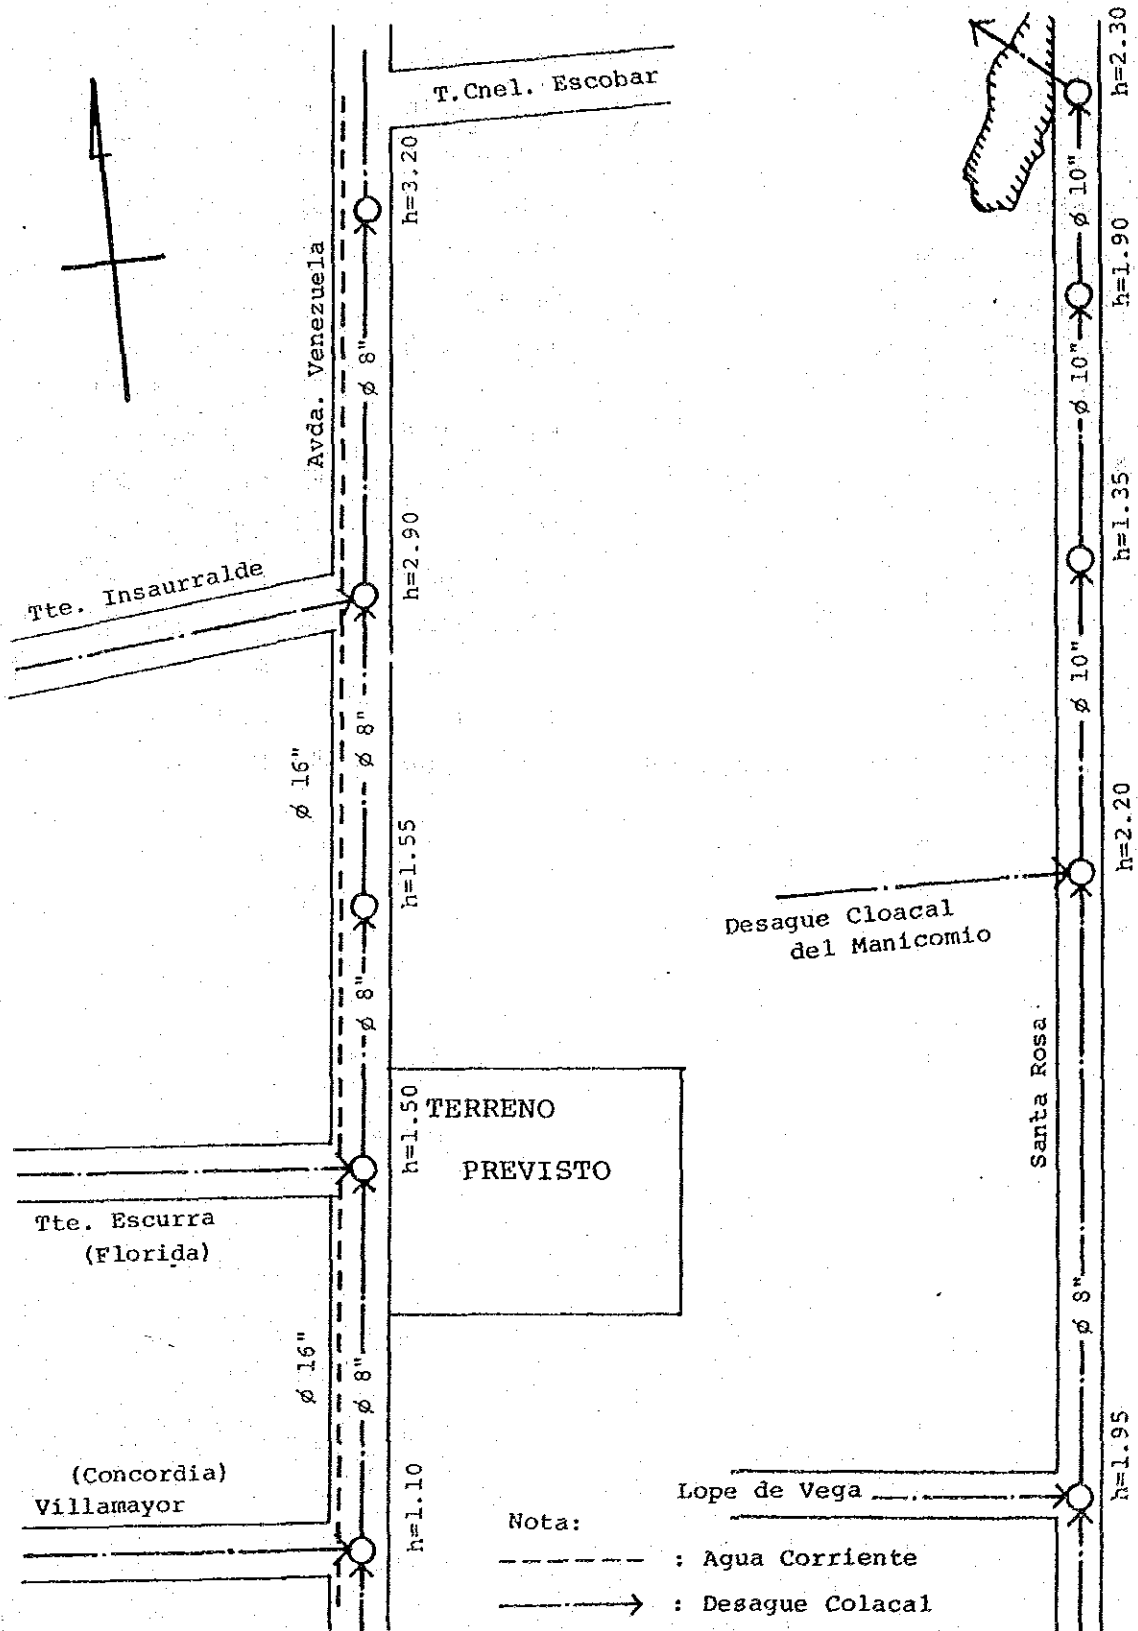 T.Cnel. Escobar
h=3.20
Avda. Venezuela
ø 8"
h=2.90
Tte. Insaurralde
ø 8"
ø 16"
h=1.55
ø 8"
h=1.50
TERRENO
PREVISTO
Tte. Escurra
(Florida)
ø 16"
ø 8"
(Concordia)
Villamayor
h=1.10
h=2.30
ø 10"
h=1.90
ø 10"
h=1.35
ø 10"
h=2.20
Desague Cloacal
del Manicomio
Santa Rosa
ø 8"
h=1.95
Lope de Vega
Nota:
: Agua Corriente
: Desague Colacal